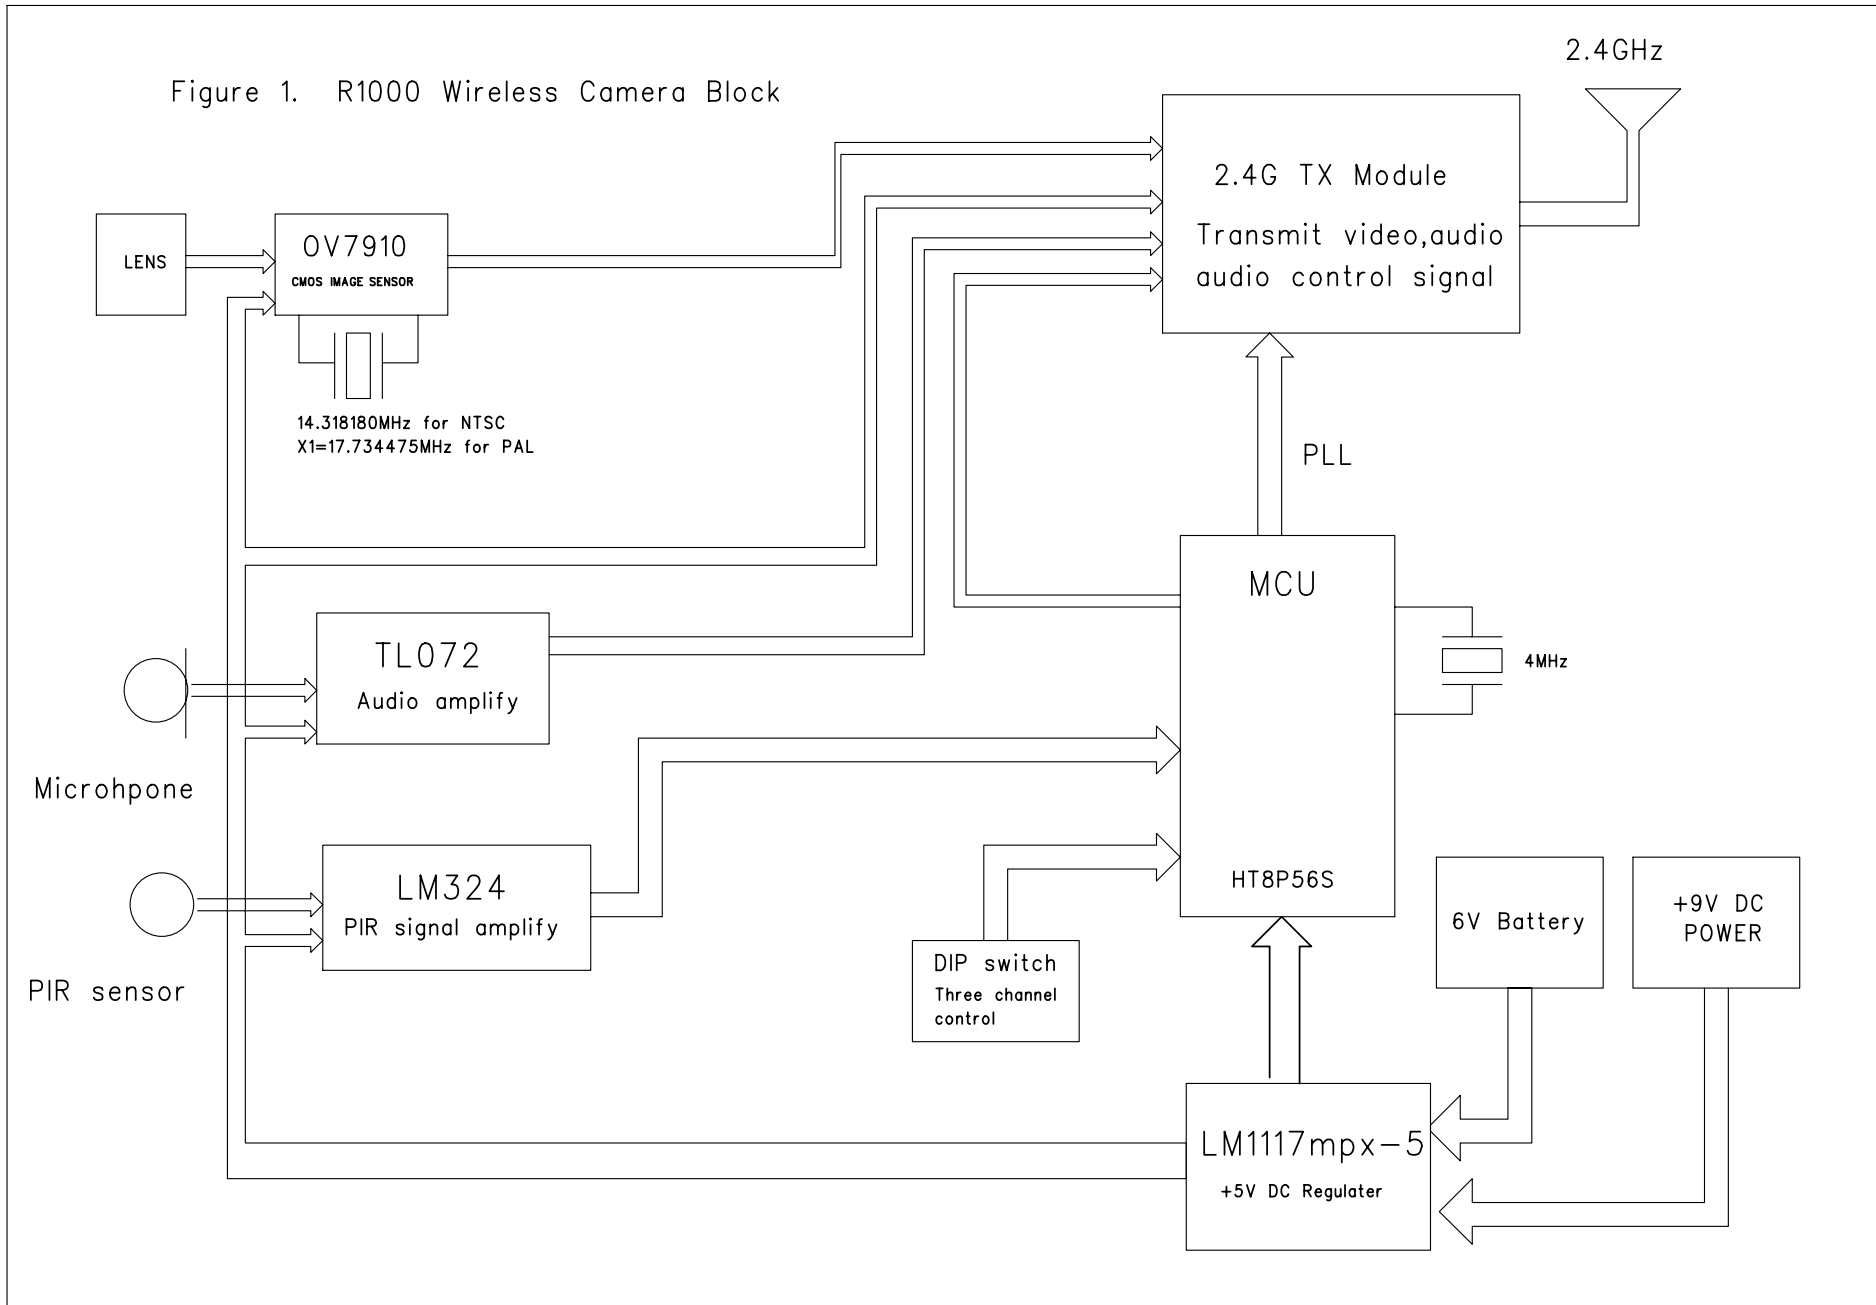 2.4GHz
Figure 1. R1000 Wireless Camera Block
2.4G TX Module
Transmit video,audio
audio control signal
LENS
OV7910
CMOS IMAGE SENSOR
14.318180MHz for NTSC
X1=17.734475MHz for PAL
PLL
MCU
HT8P56S
4MHz
TL072
Audio amplify
Microhpone
LM324
PIR signal amplify
PIR sensor
DIP switch
Three channel
control
6V Battery
+9V DC
POWER
LM1117mpx-5
+5V DC Regulater